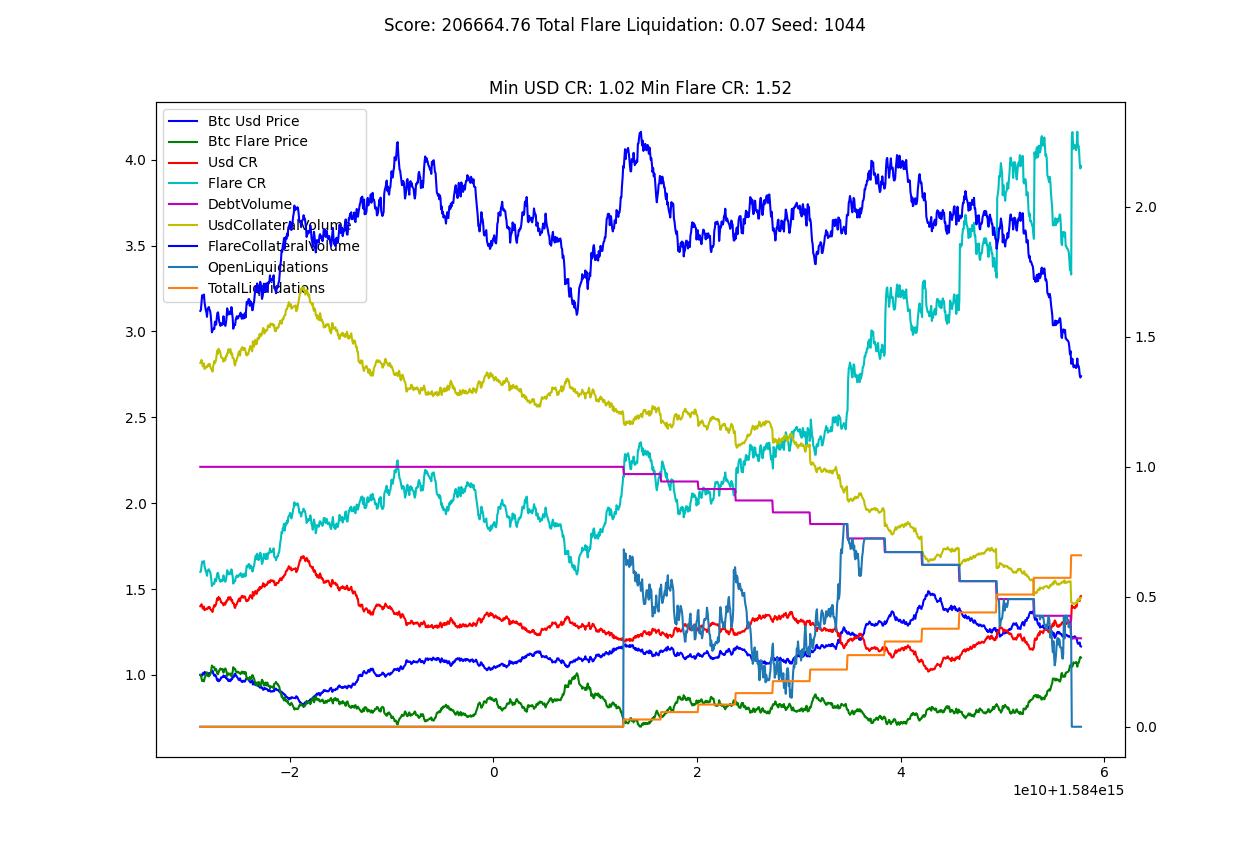 Score: 206664.76 Total Flare Liquidation: 0.07 Seed: 1044
Min USD CR: 1.02 Min Flare CR: 1.52
Btc Usd Price
Btc Flare Price
Usd CR
Flare CR
DebtVolume
UsdCollateralVolume
FlareCollateralVolume
OpenLiquidations
TotalLiquidations
4.0
3.5
3.0
2.5
2.0
1.5
1.0
2.0
1.5
1.0
0.5
0.0
−2
0
2
4
6
1e10+1.584e15